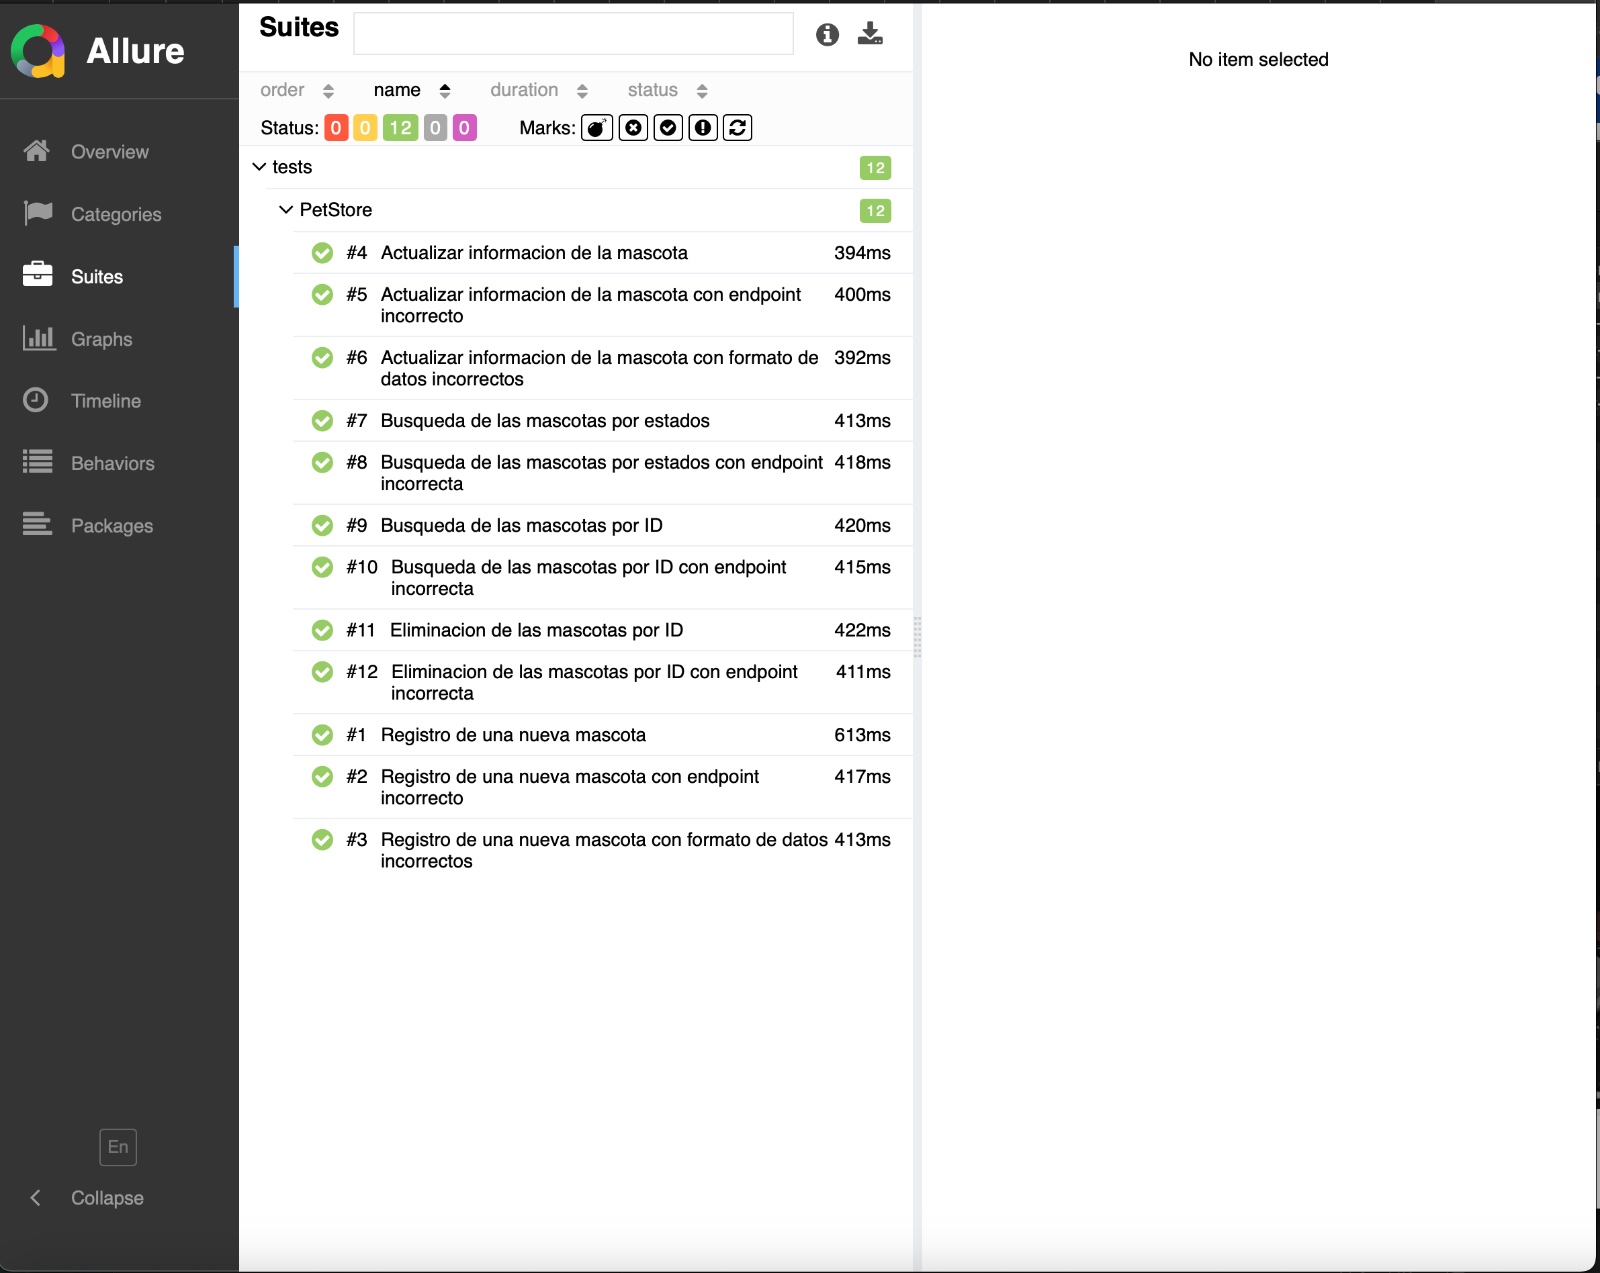 Allure
Overview
Categories
Suites
Graphs
Timeline
Behaviors
Packages
En
Collapse
Suites
order name duration status
Status: 0 0 12 0 0 Marks:
tests 12
PetStore 12
#4 Actualizar informacion de la mascota 394ms
#5 Actualizar informacion de la mascota con endpoint 400ms
incorrecto
#6 Actualizar informacion de la mascota con formato de 392ms
datos incorrectos
#7 Busqueda de las mascotas por estados 413ms
#8 Busqueda de las mascotas por estados con endpoint 418ms
incorrecta
#9 Busqueda de las mascotas por ID 420ms
#10 Busqueda de las mascotas por ID con endpoint 415ms
incorrecta
#11 Eliminacion de las mascotas por ID 422ms
#12 Eliminacion de las mascotas por ID con endpoint 411ms
incorrecta
#1 Registro de una nueva mascota 613ms
#2 Registro de una nueva mascota con endpoint 417ms
incorrecto
#3 Registro de una nueva mascota con formato de datos 413ms
incorrectos
No item selected